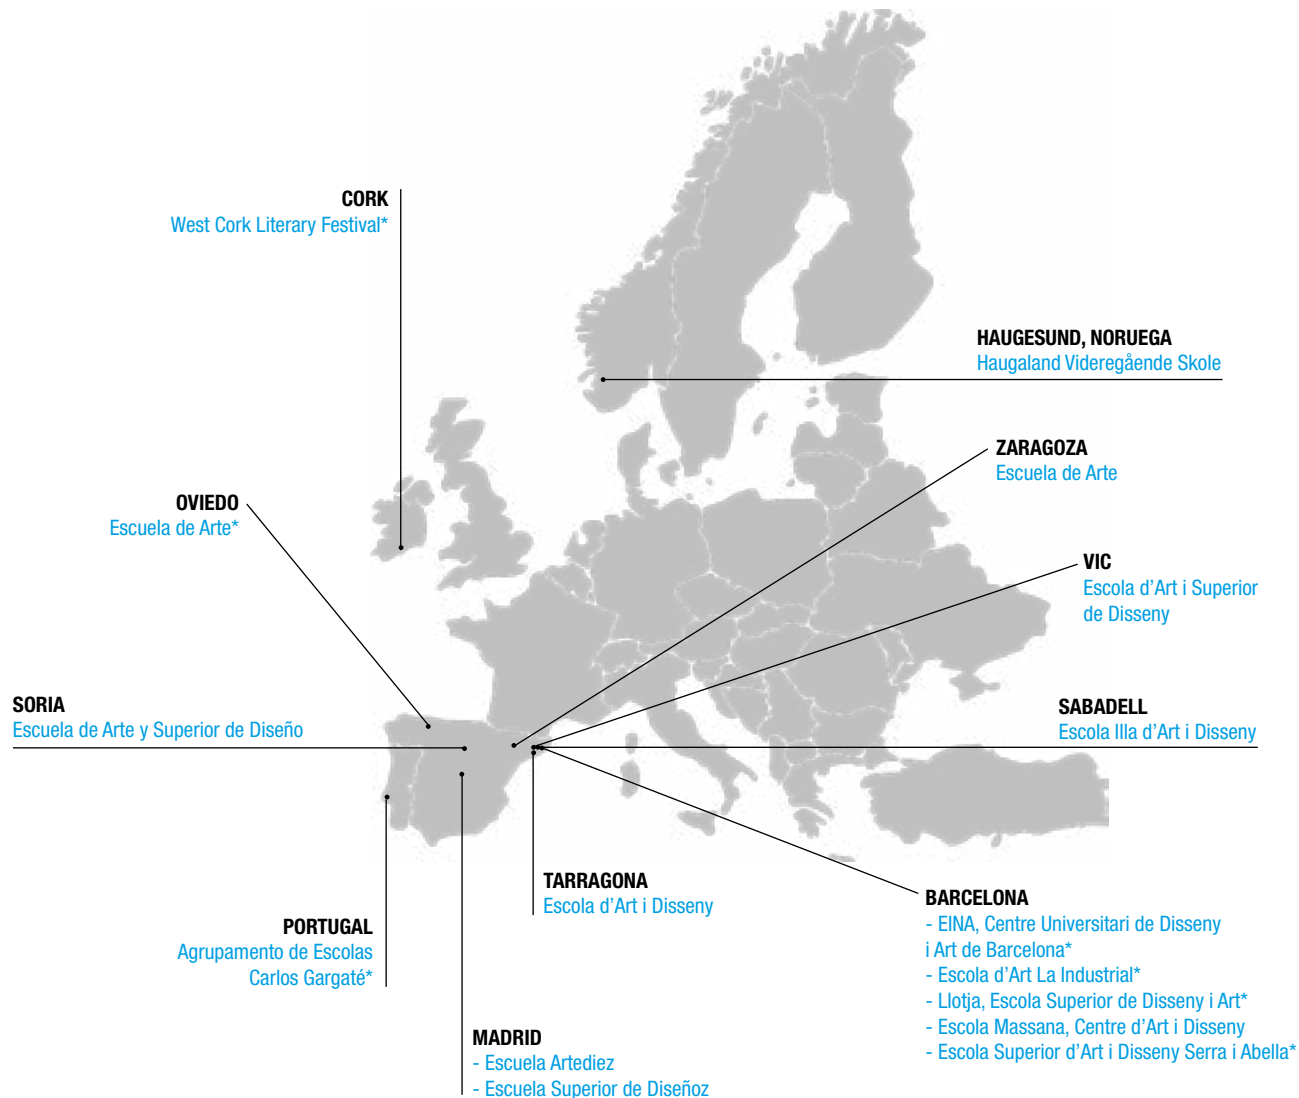 CORK
West Cork Literary Festival*
HAUGESUND, NORUEGA
Haugaland Videregående Skole
ZARAGOZA
Escuela de Arte
OVIEDO
Escuela de Arte*
VIC
Escola d’Art i Superior
de Disseny
SORIA
Escuela de Arte y Superior de Diseño
SABADELL
Escola Illa d’Art i Disseny
TARRAGONA
Escola d’Art i Disseny
BARCELONA
- EINA, Centre Universitari de Disseny
i Art de Barcelona*
- Escola d’Art La Industrial*
- Llotja, Escola Superior de Disseny i Art*
- Escola Massana, Centre d’Art i Disseny
- Escola Superior d’Art i Disseny Serra i Abella*
PORTUGAL
Agrupamento de Escolas
Carlos Gargaté*
MADRID
- Escuela Artediez
- Escuela Superior de Diseñoz